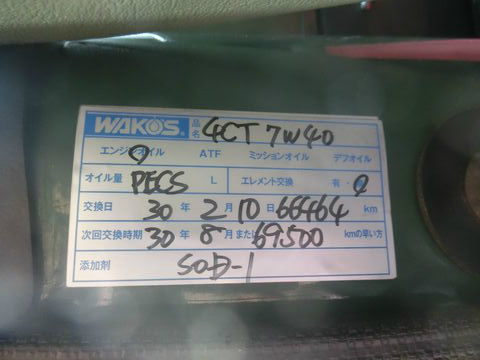 WAKO'S 品名 4CT 7W40
エンジンオイル ATF ミッションオイル デフオイル
オイル量 PECS L エレメント交換 有・
交換日 30 年 2 月 10 日 66464 km
次回交換時期 30 年 8 月または 69500 kmの早い方
添加剤 SOD-1